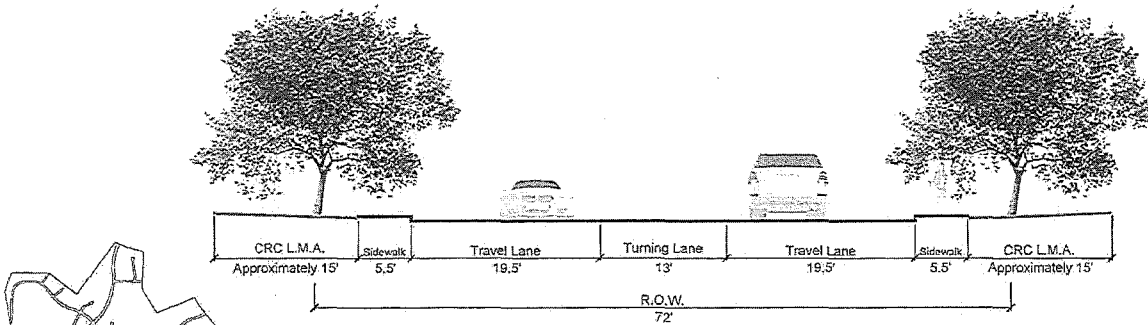 CRC L.M.A. Sidewalk Travel Lane Turning Lane Travel Lane Sidewalk CRC L.M.A.
Approximately 15' 5.5' 19.5' 13' 19.5' 5.5' Approximately 15'
R.O.W.
72'